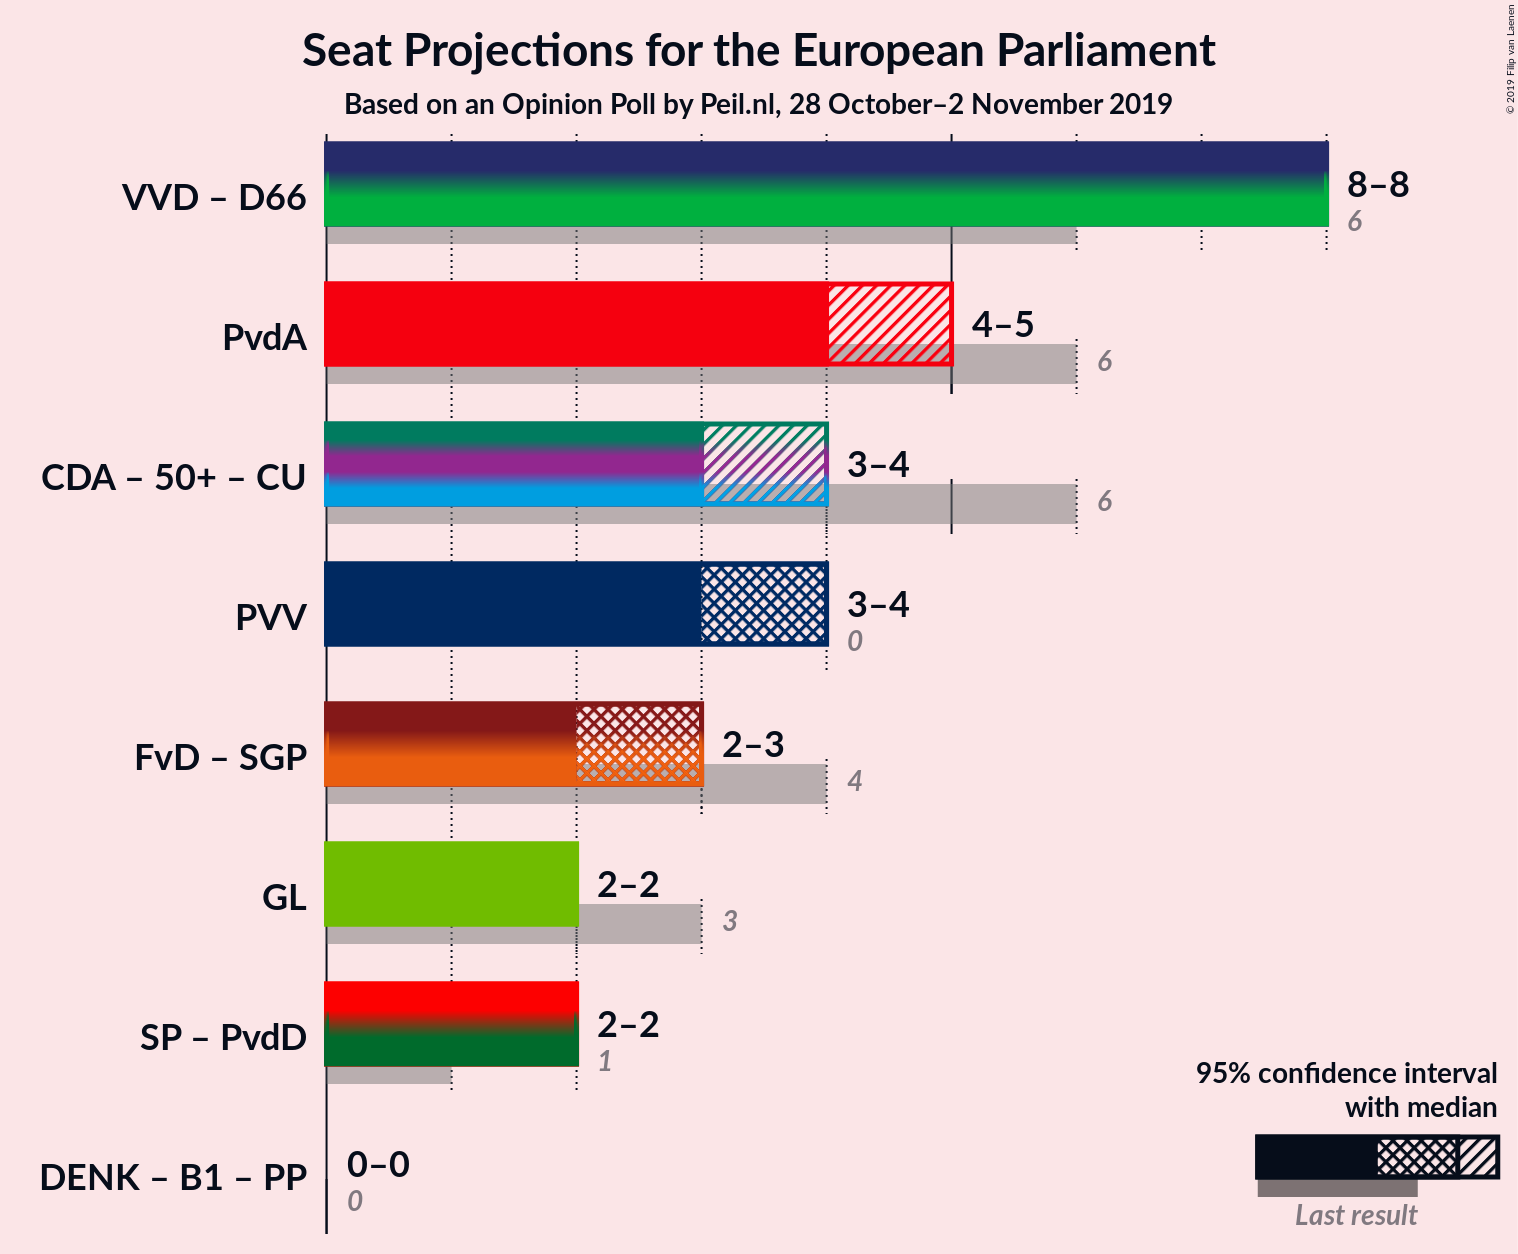 Seat Projections for the European Parliament
Based on an Opinion Poll by Peil.nl, 28 October–2 November 2019
© 2019 Filip van Laenen
VVD – D66
8–8
6
PvdA
4–5
6
CDA – 50+ – CU
3–4
6
PVV
3–4
0
FvD – SGP
2–3
4
GL
2–2
3
SP – PvdD
2–2
1
DENK – B1 – PP
0–0
0
95% confidence interval
with median
Last result